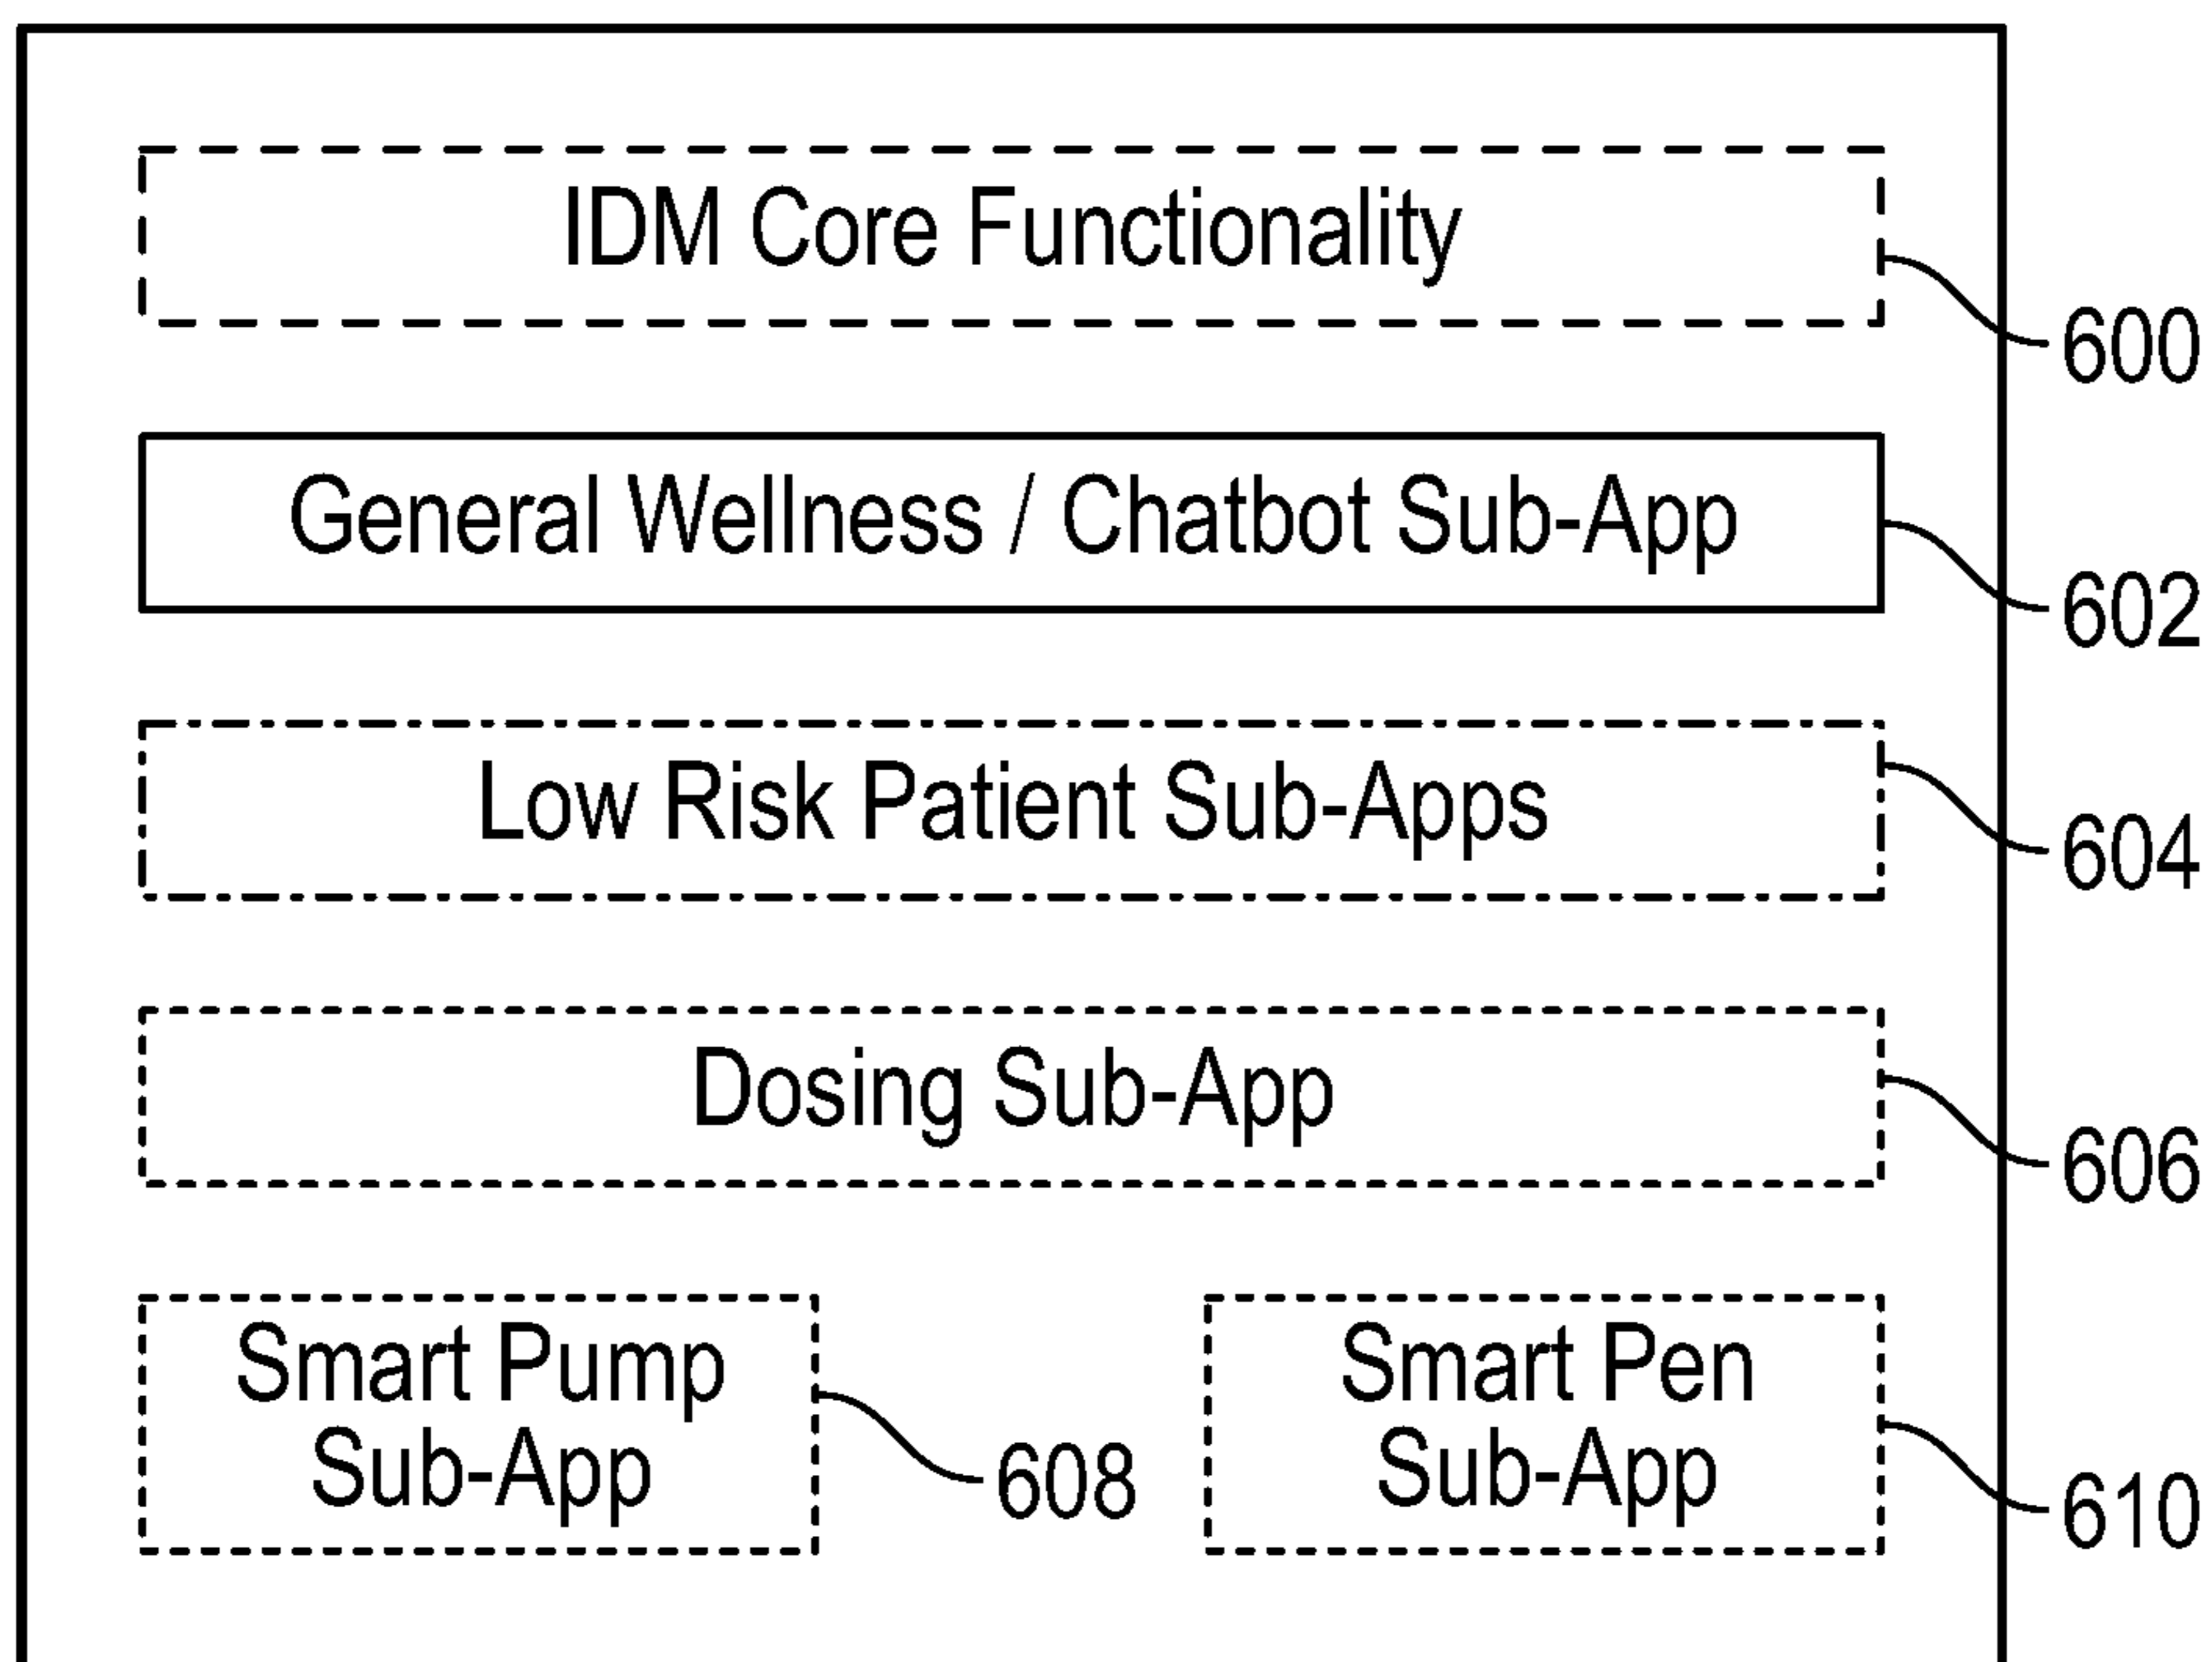 IDM Core Functionality
600
General Wellness / Chatbot Sub-App
602
Low Risk Patient Sub-Apps
604
Dosing Sub-App
606
Smart Pump
Sub-App
608
Smart Pen
Sub-App
610